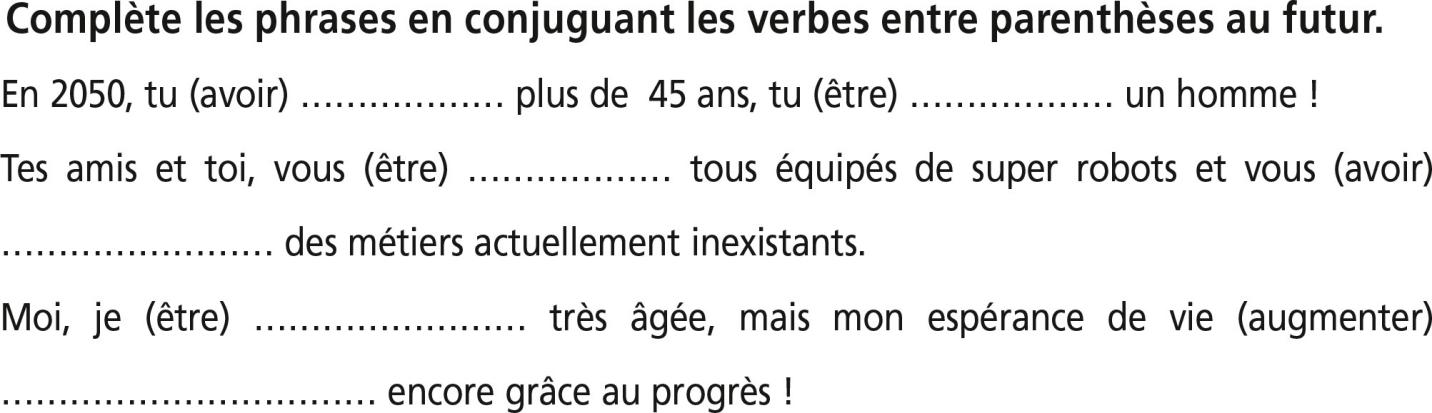 Complète les phrases en conjuguant les verbes entre parenthèses au futur.
En 2050, tu (avoir) .................. plus de 45 ans, tu (être) .................. un homme !
Tes amis et toi, vous (être) .................. tous équipés de super robots et vous (avoir)
........................ des métiers actuellement inexistants.
Moi, je (être) ........................ très âgée, mais mon espérance de vie (augmenter)
................................. encore grâce au progrès !